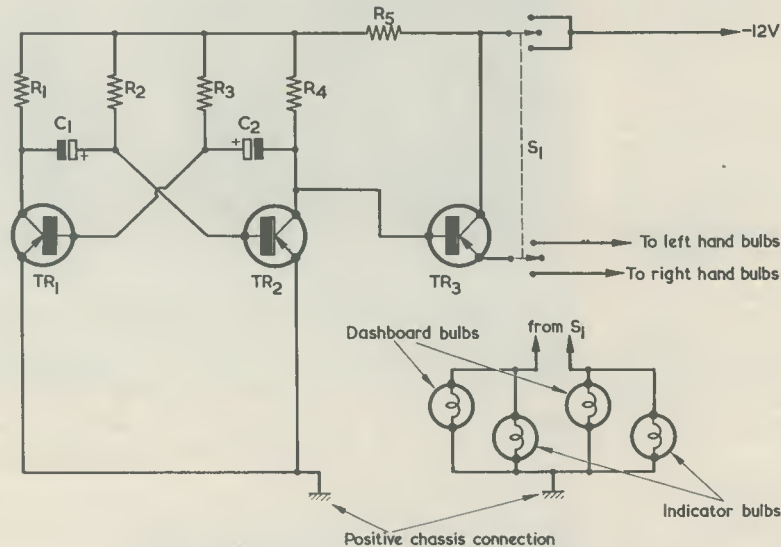 R5
-12V
R1
R2
R3
R4
C1
C2
+
+
S1
TR1
TR2
TR3
To left hand bulbs
To right hand bulbs
Dashboard bulbs
from S1
Indicator bulbs
Positive chassis connection